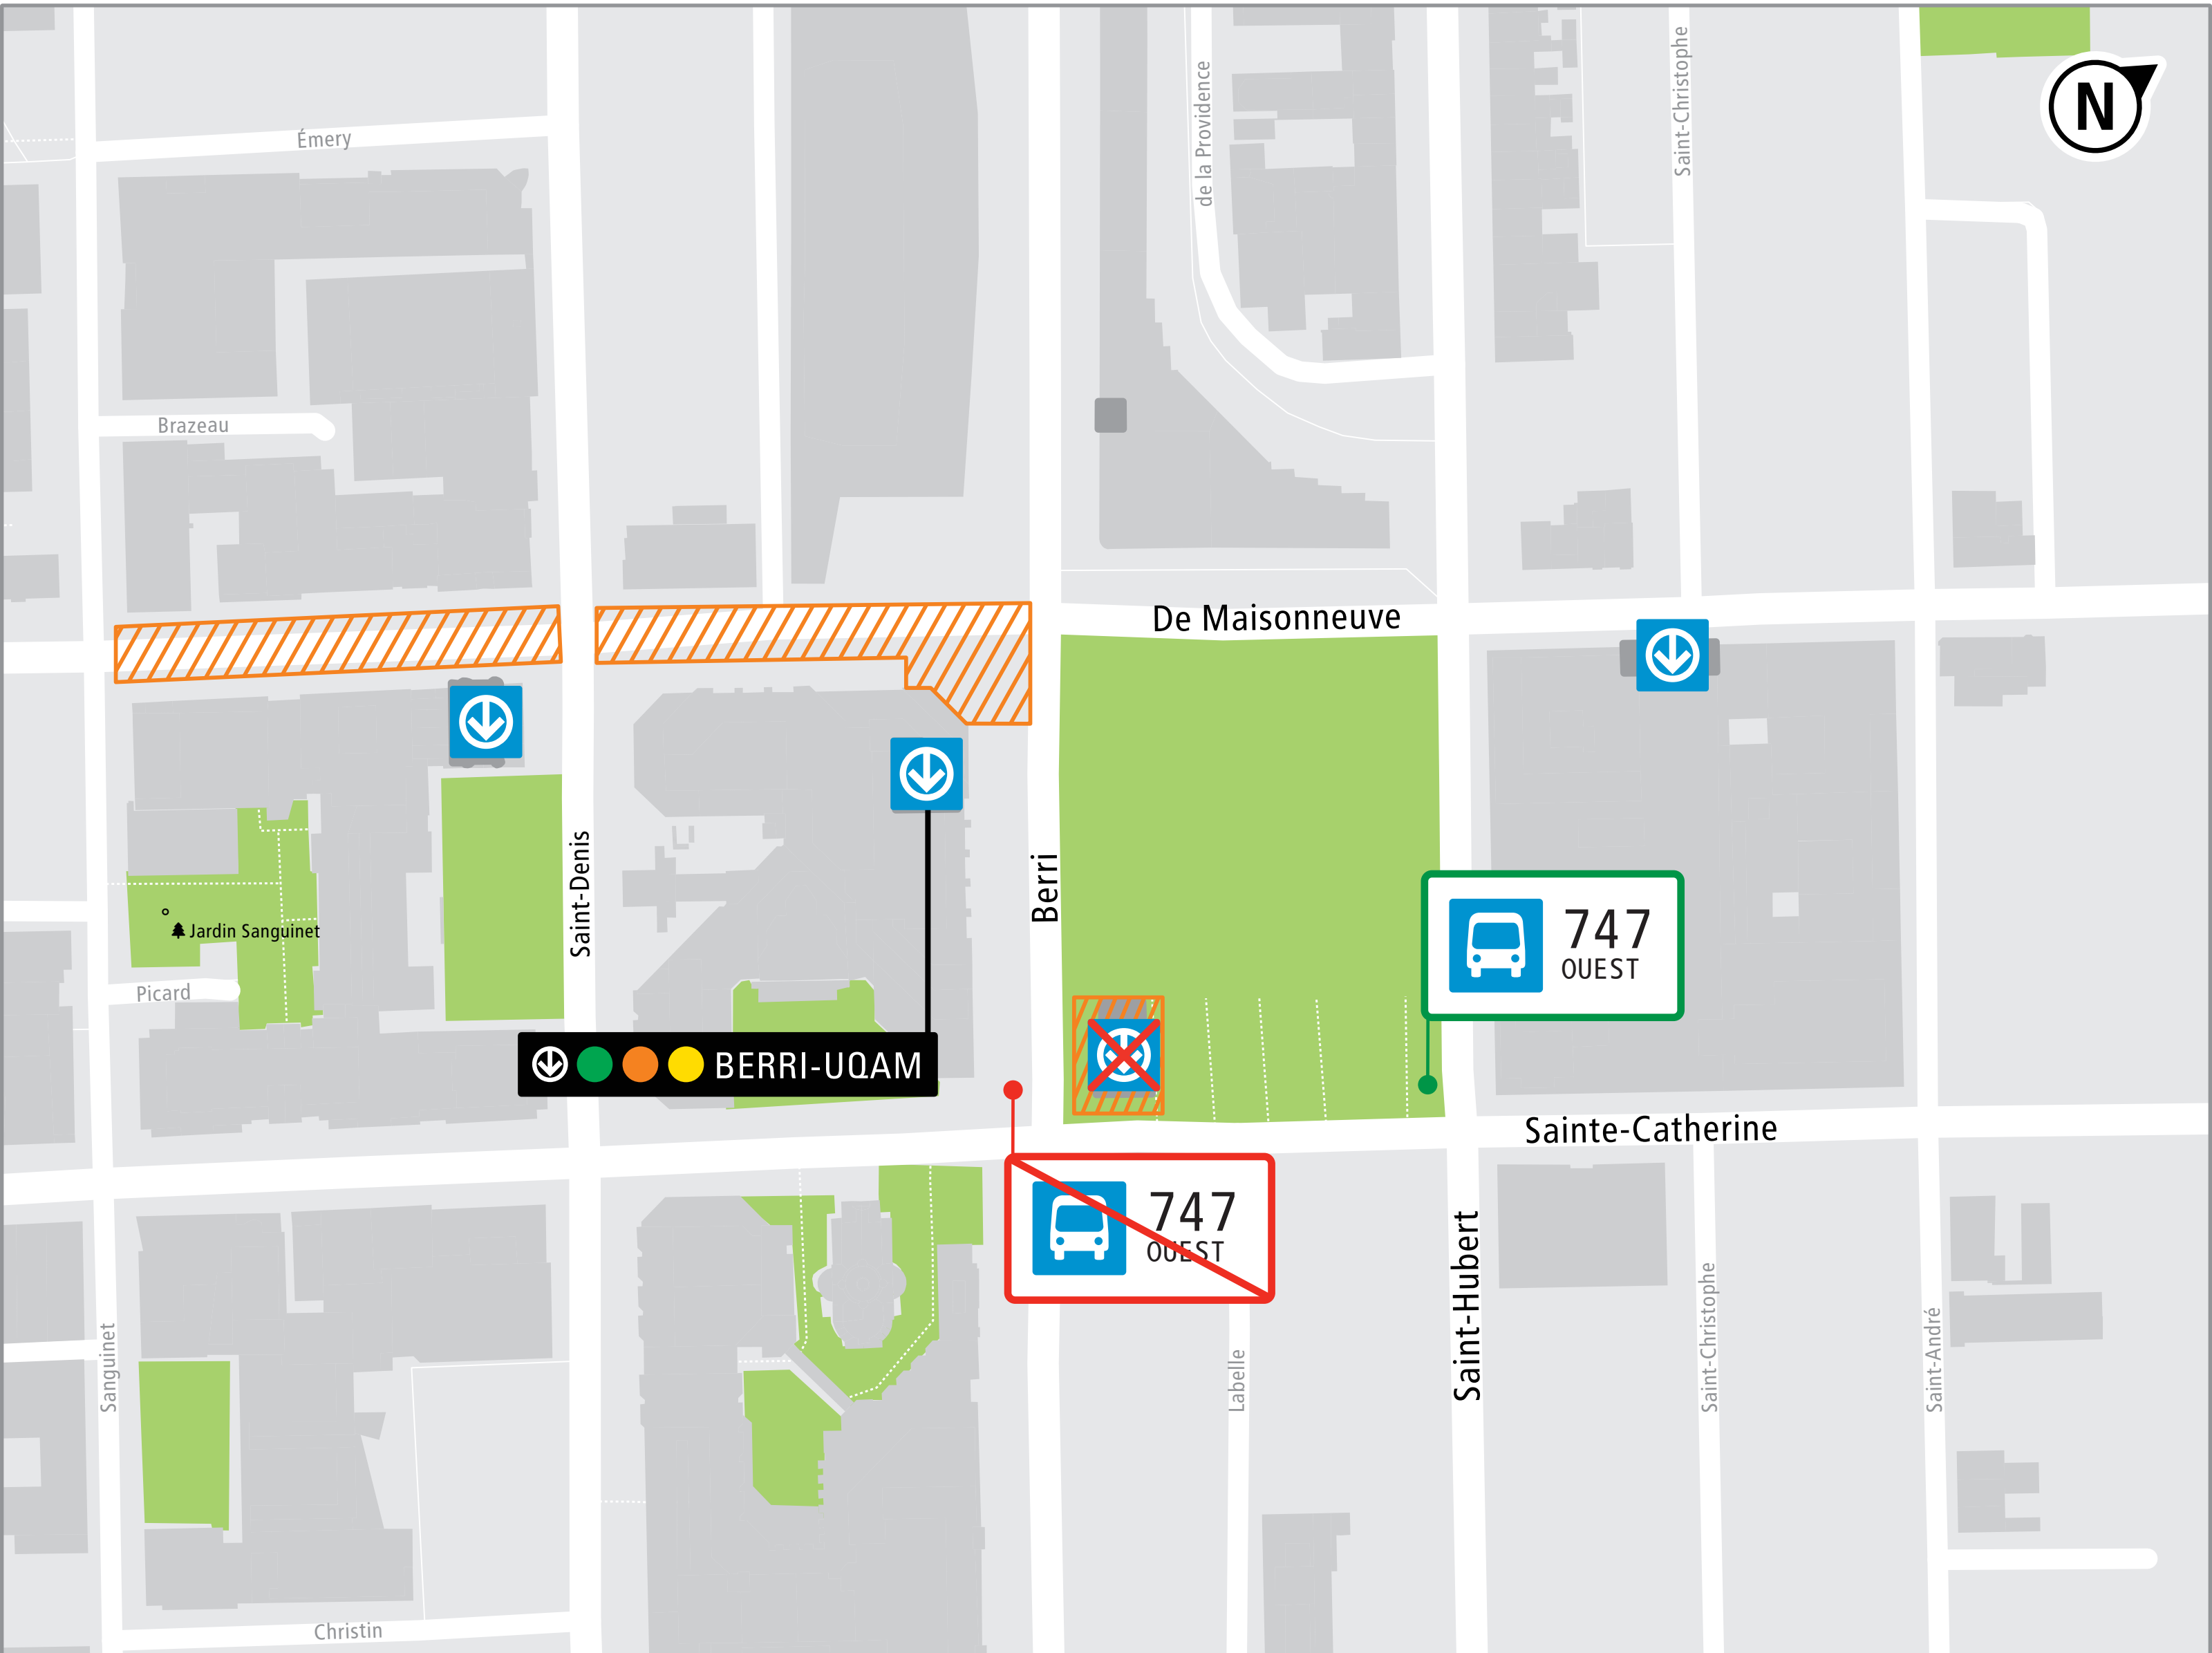 Émery
de la Providence
Saint-Christophe
N
Brazeau
De Maisonneuve
Saint-Denis
Berri
Jardin Sanguinet
Picard
747
OUEST
BERRI-UQAM
Sainte-Catherine
747
OUEST
Sanguinet
Labelle
Saint-Hubert
Saint-Christophe
Saint-André
Christin